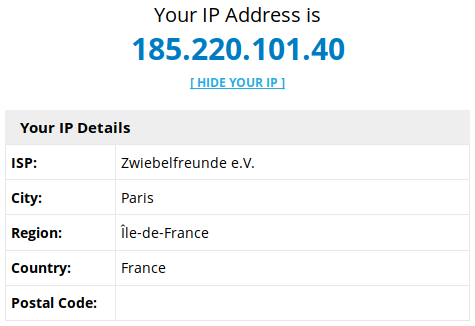 Your IP Address is
185.220.101.40
[ HIDE YOUR IP ]
Your IP Details
ISP: Zwiebelfreunde e.V.
City: Paris
Region: Île-de-France
Country: France
Postal Code: